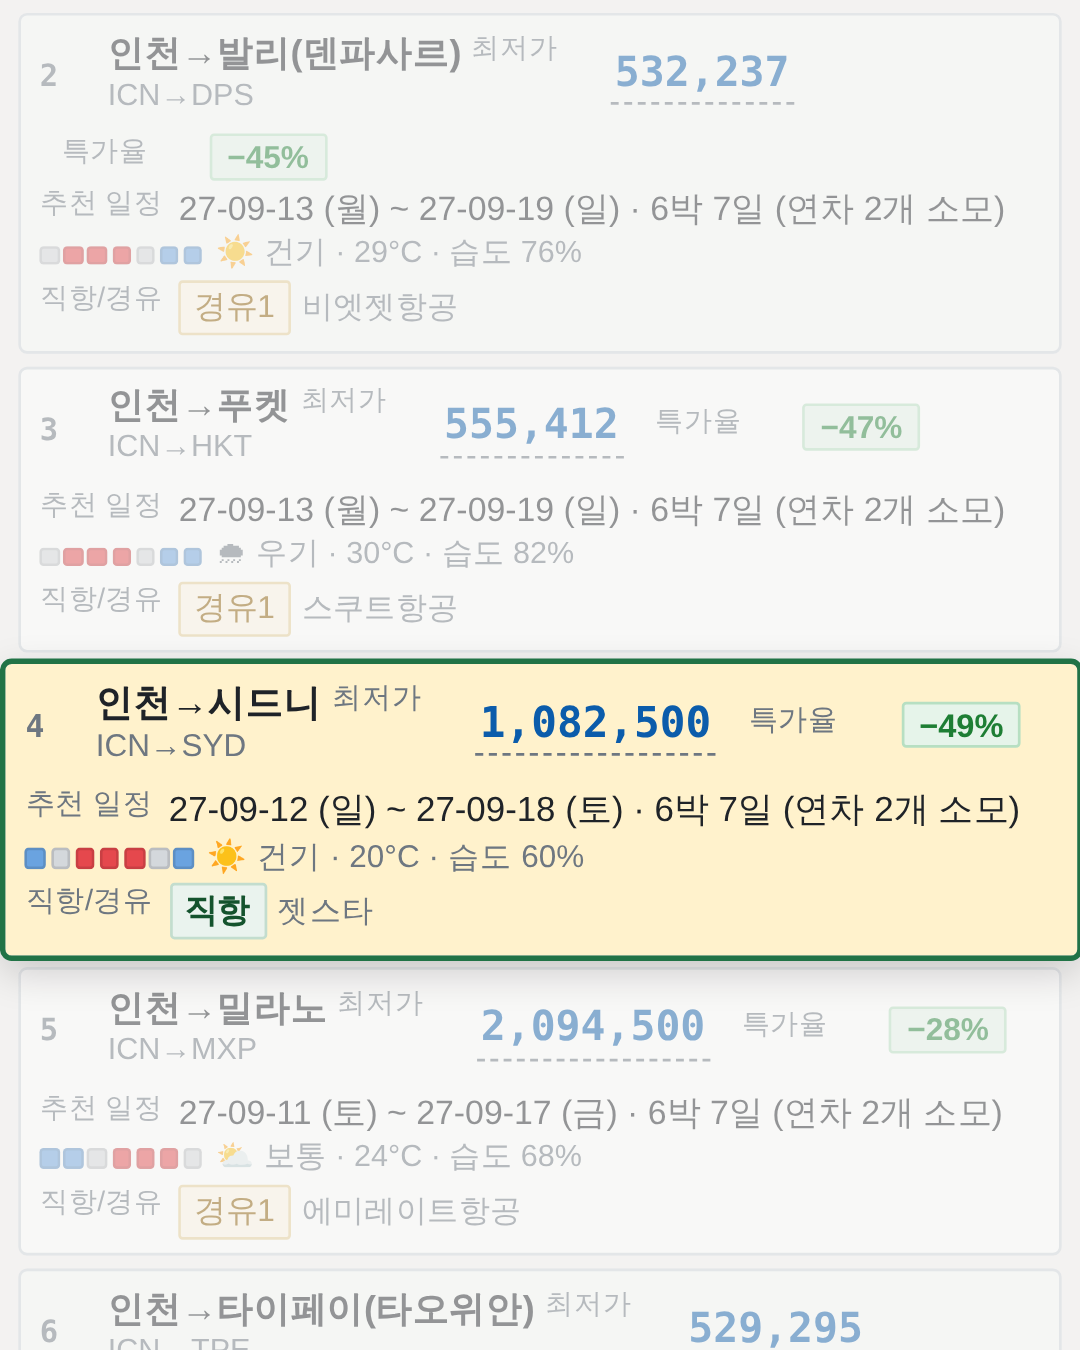 2 인천→발리(덴파사르) 최저가 532,237
ICN→DPS
특가율 −45%
추천 일정 27-09-13 (월) ~ 27-09-19 (일) · 6박 7일 (연차 2개 소모)
건기 · 29°C · 습도 76%
직항/경유 경유1 비엣젯항공
3 인천→푸켓 최저가 555,412 특가율 −47%
ICN→HKT
추천 일정 27-09-13 (월) ~ 27-09-19 (일) · 6박 7일 (연차 2개 소모)
우기 · 30°C · 습도 82%
직항/경유 경유1 스쿠트항공
4 인천→시드니 최저가 1,082,500 특가율 −49%
ICN→SYD
추천 일정 27-09-12 (일) ~ 27-09-18 (토) · 6박 7일 (연차 2개 소모)
건기 · 20°C · 습도 60%
직항/경유 직항 젯스타
5 인천→밀라노 최저가 2,094,500 특가율 −28%
ICN→MXP
추천 일정 27-09-11 (토) ~ 27-09-17 (금) · 6박 7일 (연차 2개 소모)
보통 · 24°C · 습도 68%
직항/경유 경유1 에미레이트항공
6 인천→타이페이(타오위안) 최저가 529,295
ICN→TPE